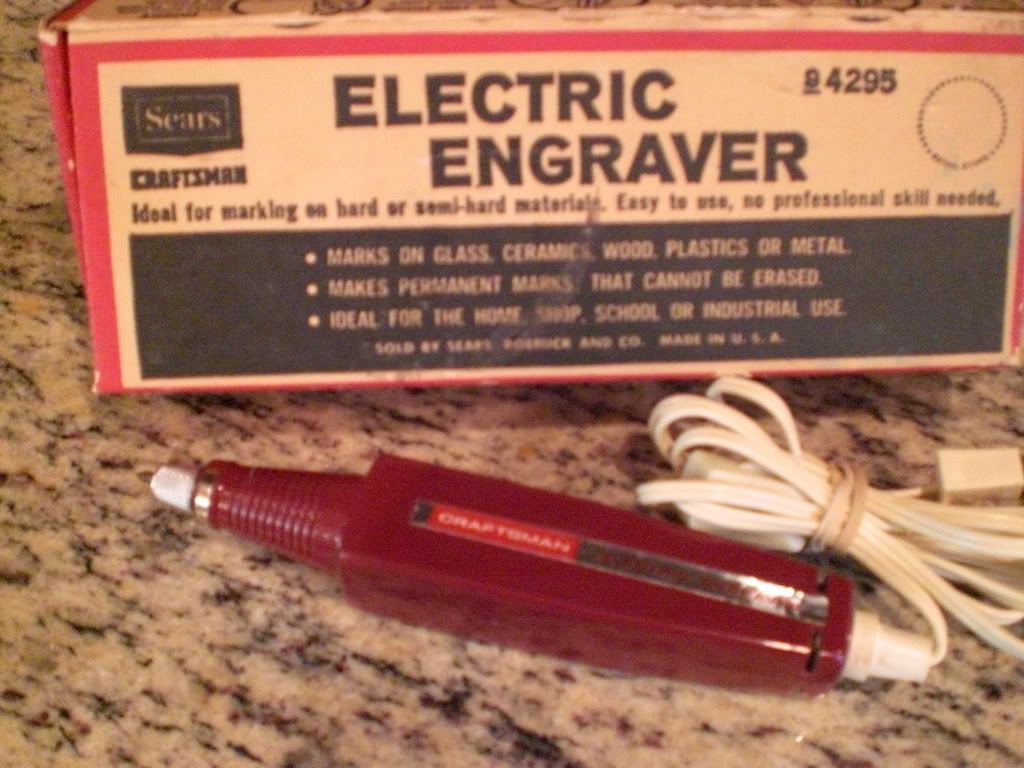 Sears
CRAFTSMAN
ELECTRIC
ENGRAVER
9 4295
Ideal for marking on hard or semi-hard materials. Easy to use, no professional skill needed.
• MARKS ON GLASS, CERAMICS, WOOD, PLASTICS OR METAL.
• MAKES PERMANENT MARKS, THAT CANNOT BE ERASED.
• IDEAL FOR THE HOME, SHOP, SCHOOL OR INDUSTRIAL USE.
SOLD BY SEARS, ROEBUCK AND CO. MADE IN U. S. A.
CRAFTSMAN